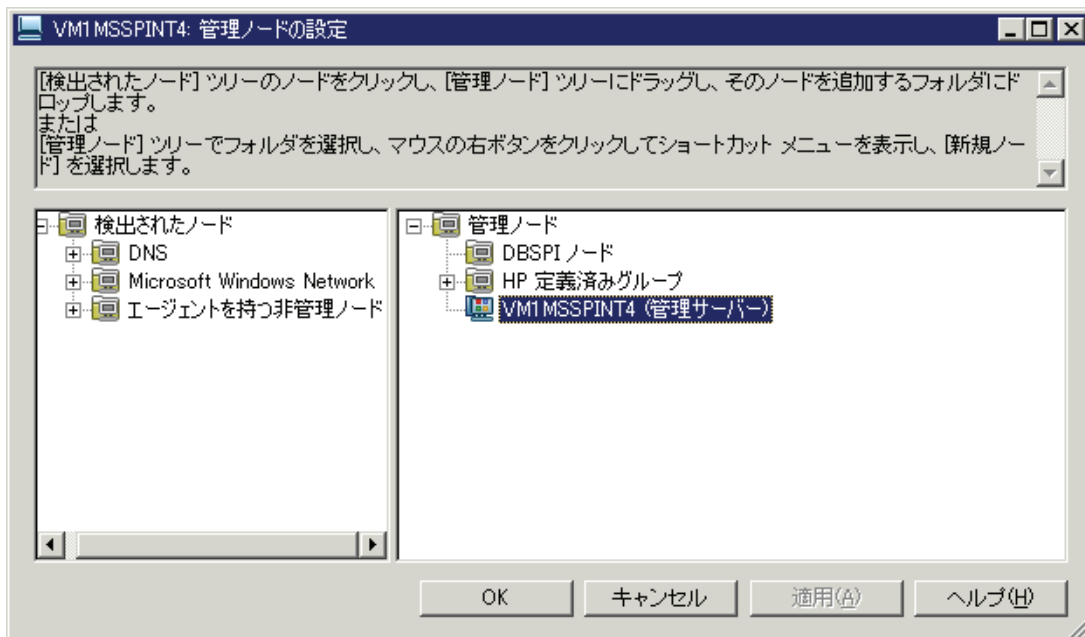 VM1MSSPINT4: 管理ノードの設定
[検出されたノード] ツリーのノードをクリックし、[管理ノード] ツリーにドラッグし、そのノードを追加するフォルダにド
ロップします。
または
[管理ノード] ツリーでフォルダを選択し、マウスの右ボタンをクリックしてショートカット メニューを表示し、[新規ノー
ド] を選択します。
検出されたノード
DNS
Microsoft Windows Network
エージェントを持つ非管理ノード
管理ノード
DBSPI ノード
HP 定義済みグループ
VM1MSSPINT4 (管理サーバー)
OK
キャンセル
適用(A)
ヘルプ(H)